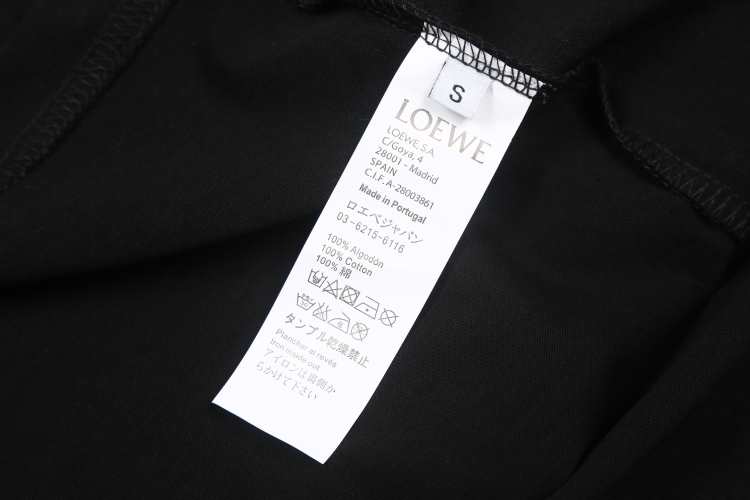 S
LOEWE
LOEWE S.A
C/Goya, 4
28001 - Madrid
SPAIN
C.I.F. A-28003861
Made in Portugal
ロエベジャパン
03-6215-6116
100% Algodón
100% Cotton
100% 綿
タンブル乾燥禁止
Planchar al revés
Iron inside out
アイロンは裏側か
らかけて下さい